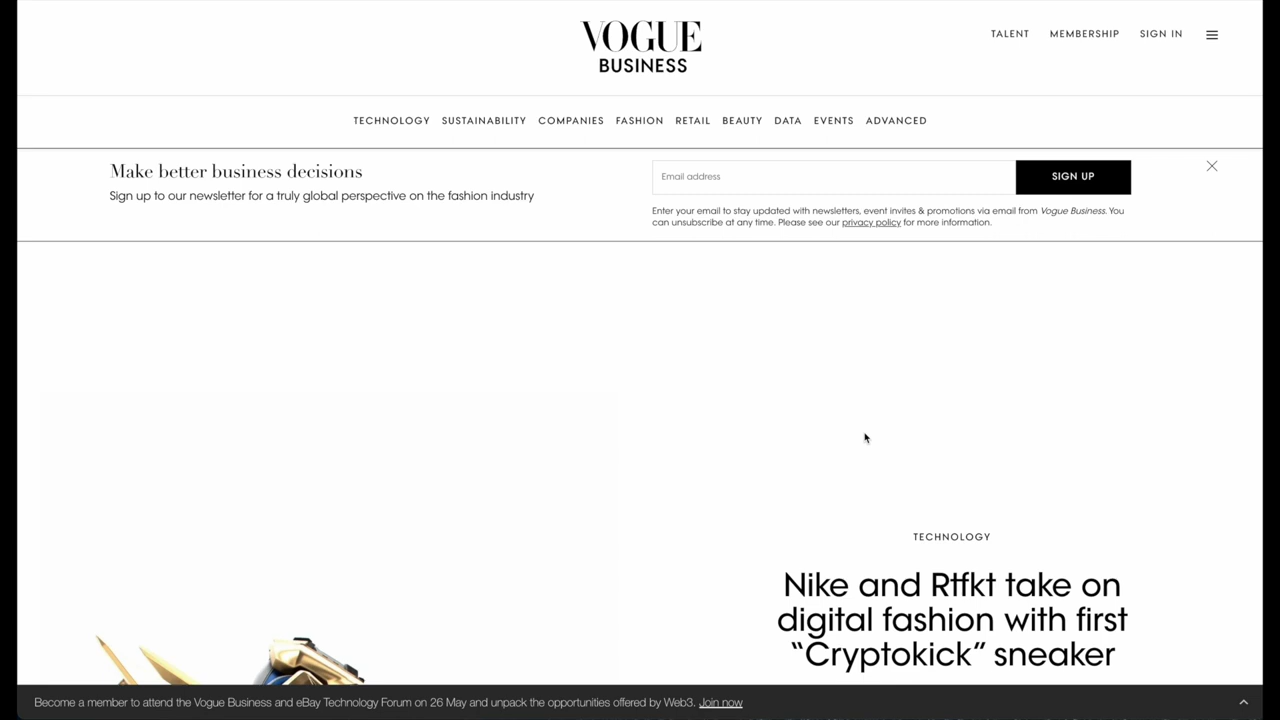 VOGUE
BUSINESS
TALENT MEMBERSHIP SIGN IN
TECHNOLOGY SUSTAINABILITY COMPANIES FASHION RETAIL BEAUTY DATA EVENTS ADVANCED
Make better business decisions
Sign up to our newsletter for a truly global perspective on the fashion industry
Email address
SIGN UP
Enter your email to stay updated with newsletters, event invites & promotions via email from Vogue Business. You
can unsubscribe at any time. Please see our privacy policy for more information.
TECHNOLOGY
Nike and Rtfkt take on
digital fashion with first
“Cryptokick” sneaker
Become a member to attend the Vogue Business and eBay Technology Forum on 26 May and unpack the opportunities offered by Web3. Join now